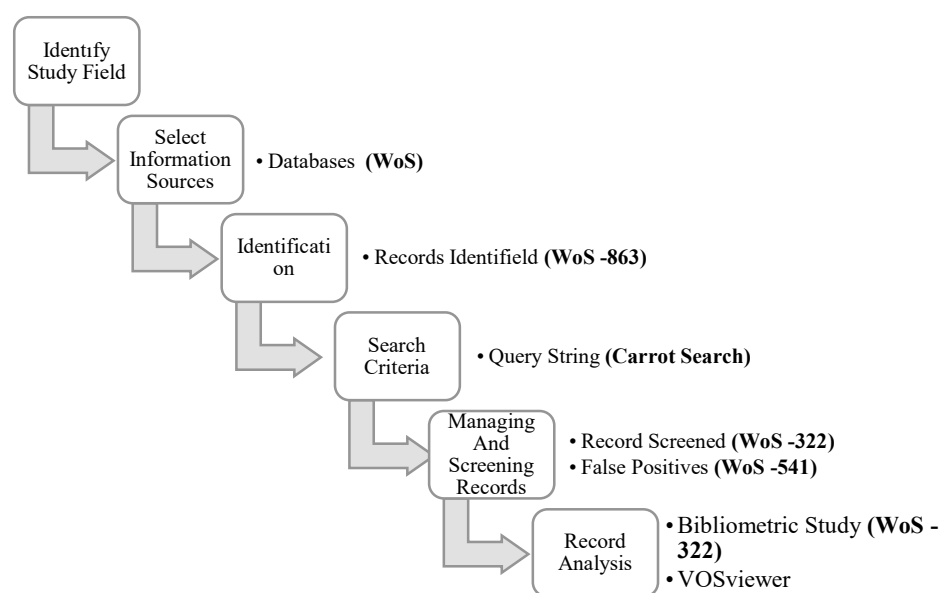 Identify
Study Field
Select
Information
Sources
• Databases (WoS)
Identificati
on
• Records Identifield (WoS -863)
Search
Criteria
• Query String (Carrot Search)
Managing
And
Screening
Records
• Record Screened (WoS -322)
• False Positives (WoS -541)
Record
Analysis
• Bibliometric Study (WoS -
322)
• VOSviewer